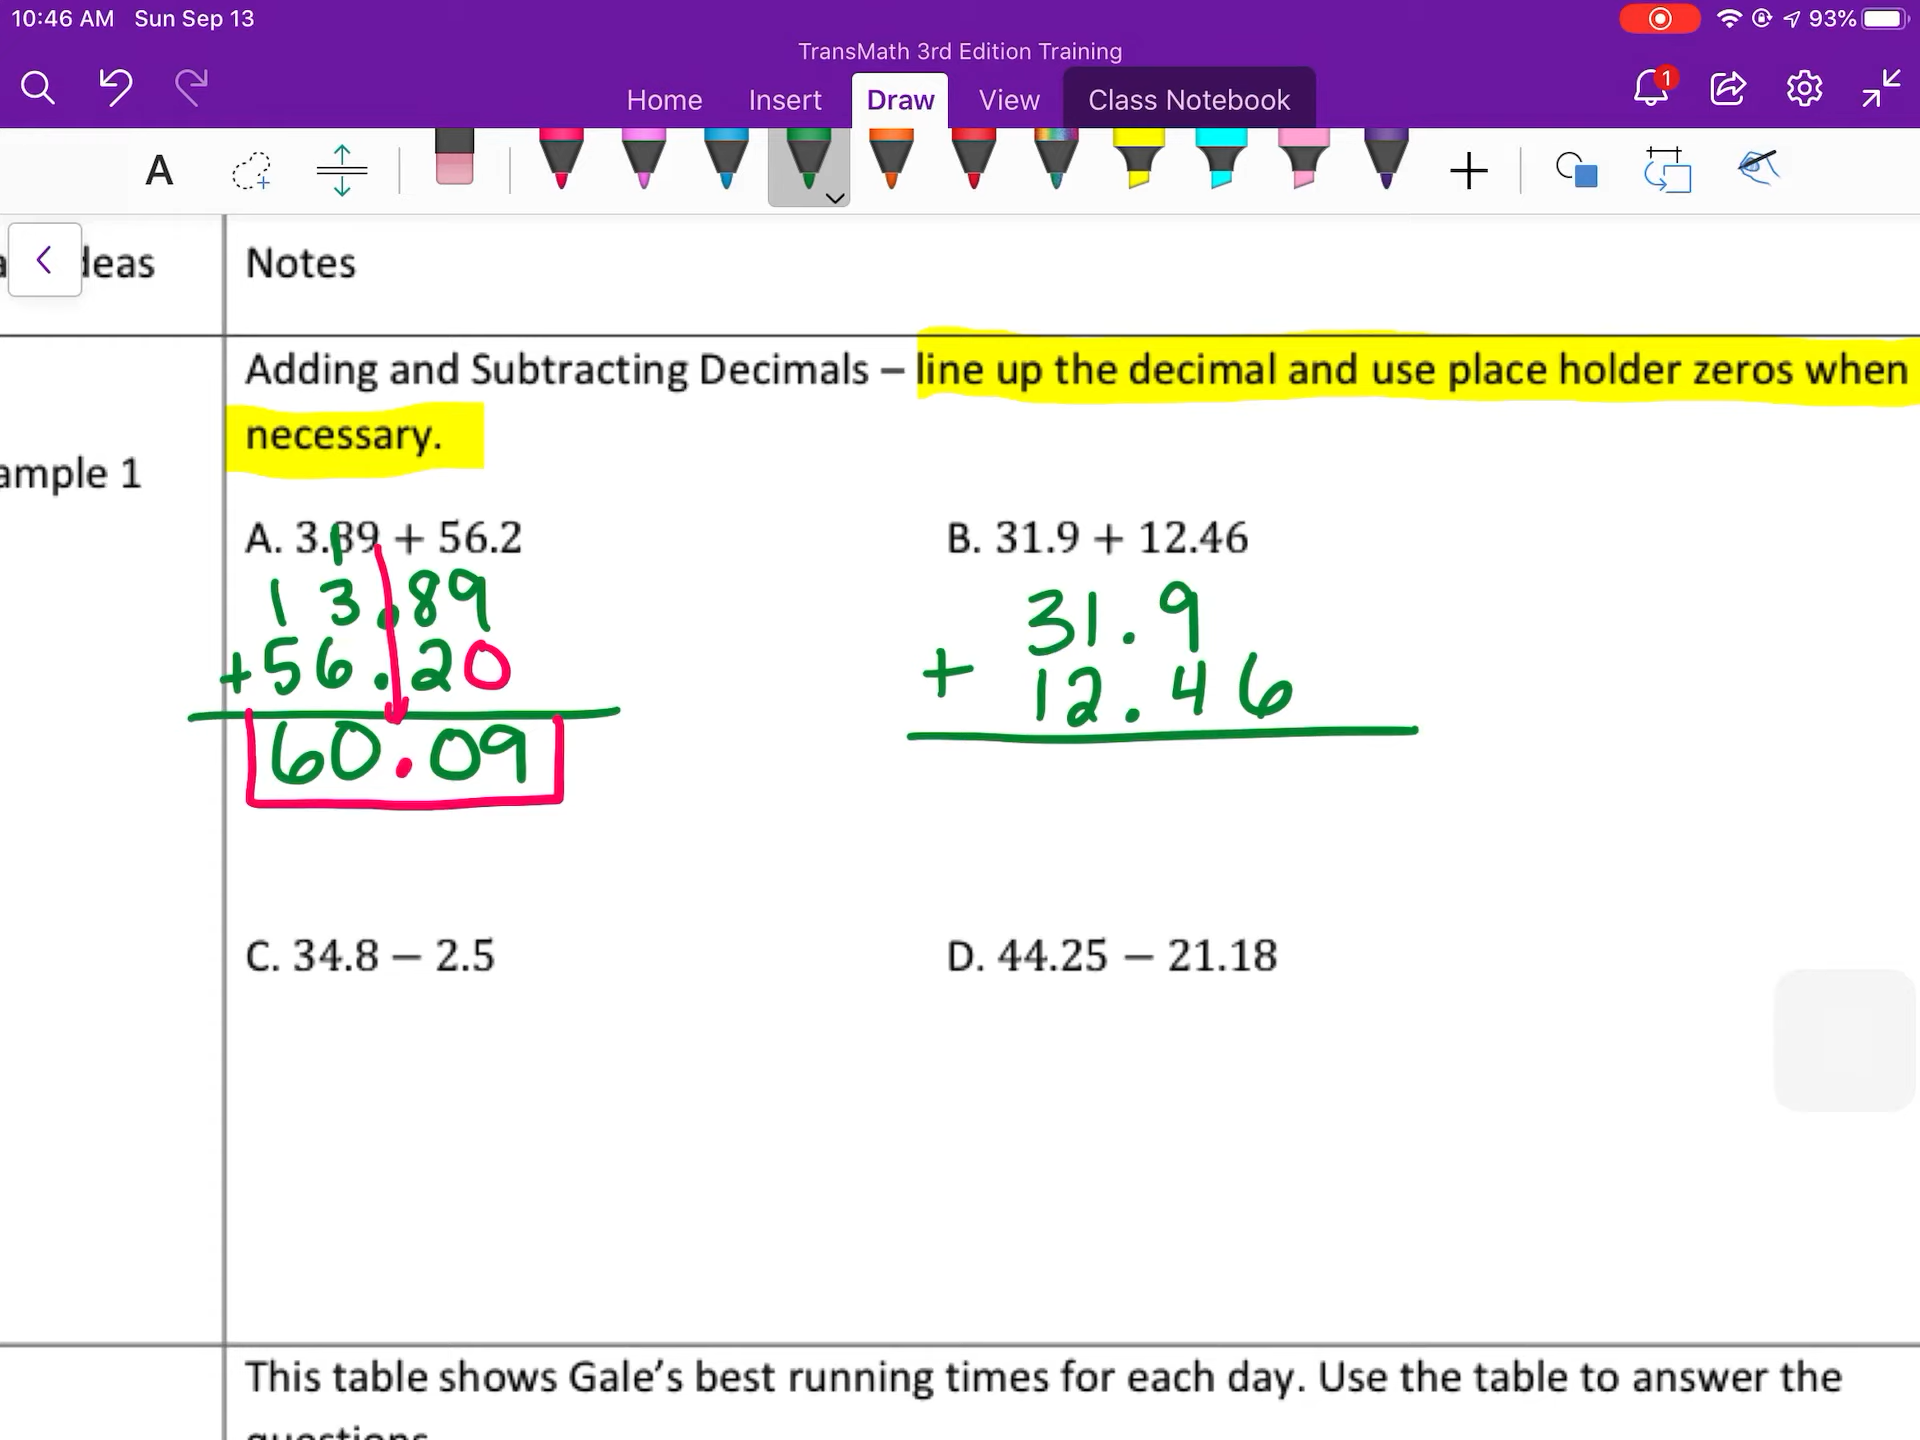 10:46 AM Sun Sep 13
93%
TransMath 3rd Edition Training
Home Insert Draw View Class Notebook
1
A
deas
Notes
Adding and Subtracting Decimals – line up the decimal and use place holder zeros when
necessary.
ample 1
A. 3.89 + 56.2
B. 31.9 + 12.46
1
1 3.89
+56.20
60.09
31.9
+ 12.46
C. 34.8 – 2.5
D. 44.25 – 21.18
This table shows Gale’s best running times for each day. Use the table to answer the
questions